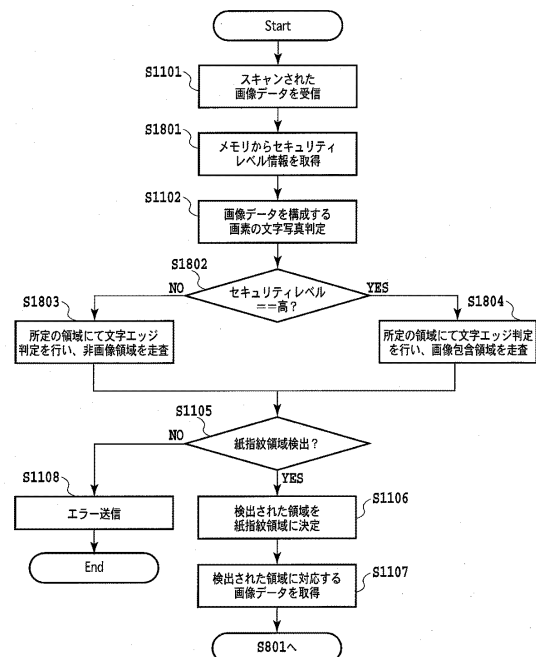 Start
S1101
スキャンされた
画像データを受信
S1801
メモリからセキュリティ
レベル情報を取得
S1102
画像データを構成する
画素の文字写真判定
S1802
セキュリティレベル
==高?
NO
YES
S1803
所定の領域にて文字エッジ
判定を行い、非画像領域を走査
S1804
所定の領域にて文字エッジ判定
を行い、画像包含領域を走査
S1105
紙指紋領域検出?
NO
YES
S1108
エラー送信
End
S1106
検出された領域を
紙指紋領域に決定
S1107
検出された領域に対応する
画像データを取得
S801へ